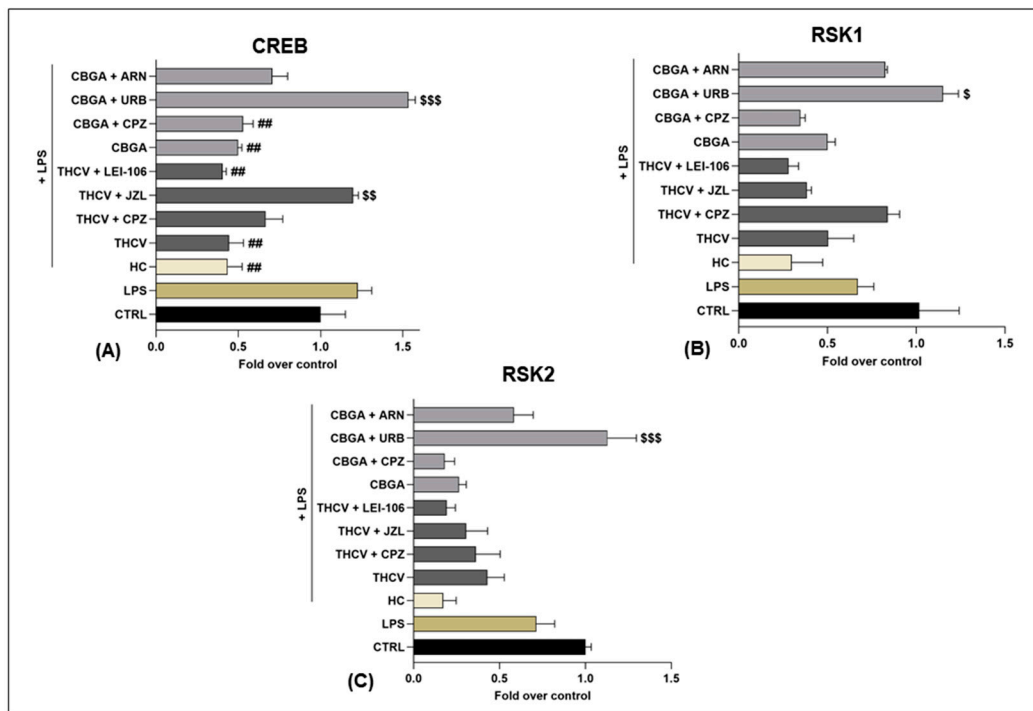 CREB
+ LPS
CBGA + ARN
CBGA + URB
$$$
CBGA + CPZ
##
CBGA
##
THCV + LEI-106
##
THCV + JZL
$$
THCV + CPZ
THCV
##
HC
##
LPS
CTRL
0.0 0.5 1.0 1.5
(A)
Fold over control
RSK1
+ LPS
CBGA + ARN
CBGA + URB
$
CBGA + CPZ
CBGA
THCV + LEI-106
THCV + JZL
THCV + CPZ
THCV
HC
LPS
CTRL
0.0 0.5 1.0 1.5
(B)
Fold over control
RSK2
+ LPS
CBGA + ARN
CBGA + URB
$$$
CBGA + CPZ
CBGA
THCV + LEI-106
THCV + JZL
THCV + CPZ
THCV
HC
LPS
CTRL
0.0 0.5 1.0 1.5
(C)
Fold over control